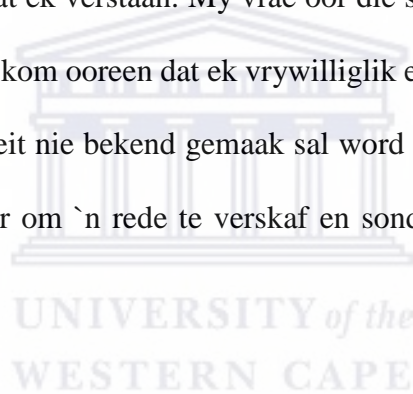 at ek verstaan. My vrae oor die s
kom ooreen dat ek vrywilliglik e
eit nie bekend gemaak sal word
r om `n rede te verskaf en sond
UNIVERSITY of the
WESTERN CAPE